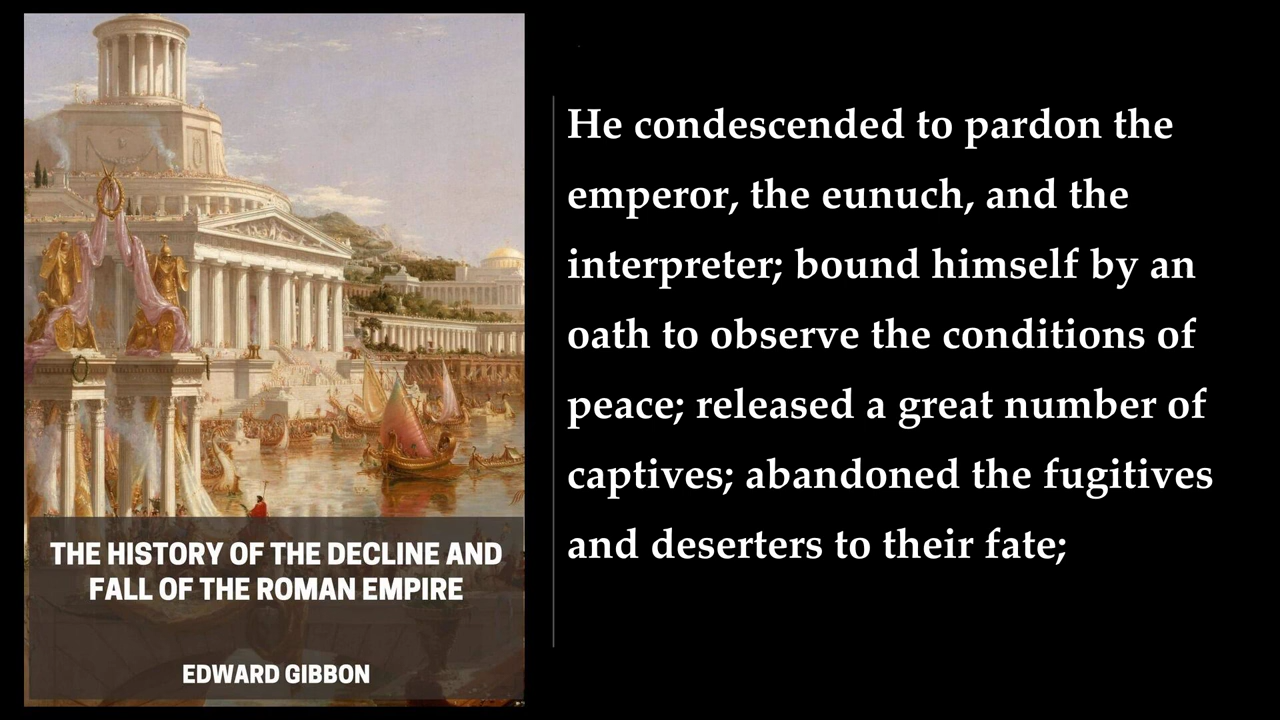 THE HISTORY OF THE DECLINE AND
FALL OF THE ROMAN EMPIRE
EDWARD GIBBON
He condescended to pardon the
emperor, the eunuch, and the
interpreter; bound himself by an
oath to observe the conditions of
peace; released a great number of
captives; abandoned the fugitives
and deserters to their fate;